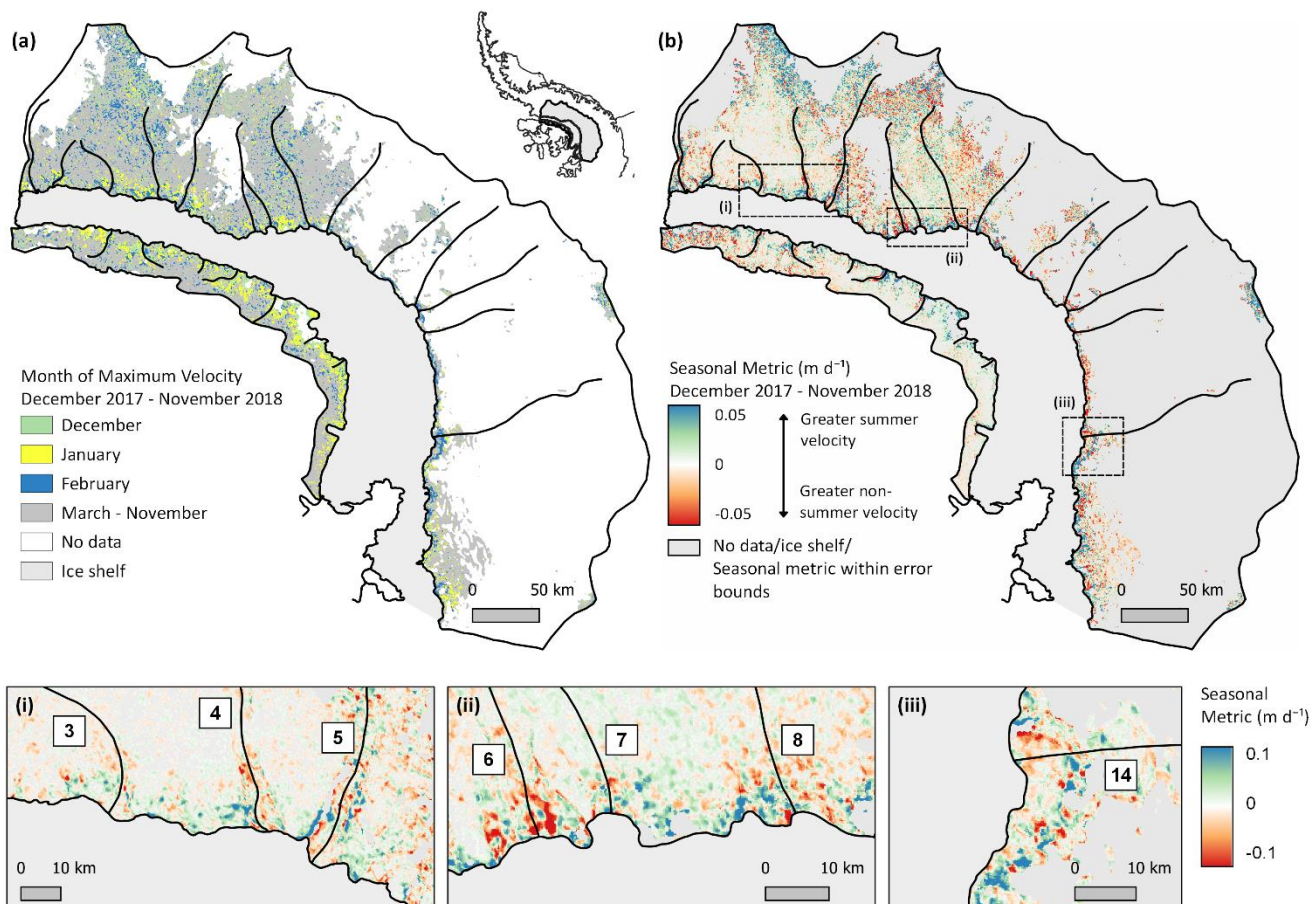 (a)
(b)
(i)
(ii)
(iii)
Month of Maximum Velocity
December 2017 - November 2018
December
January
February
March - November
No data
Ice shelf
0 50 km
Seasonal Metric (m d⁻¹)
December 2017 - November 2018
0.05
0
-0.05
Greater summer
velocity
Greater non-
summer velocity
No data/ice shelf/
Seasonal metric within error
bounds
0 50 km
(i)
3
4
5
0 10 km
(ii)
6
7
8
0 10 km
(iii)
14
0 10 km
Seasonal
Metric (m d⁻¹)
0.1
0
-0.1